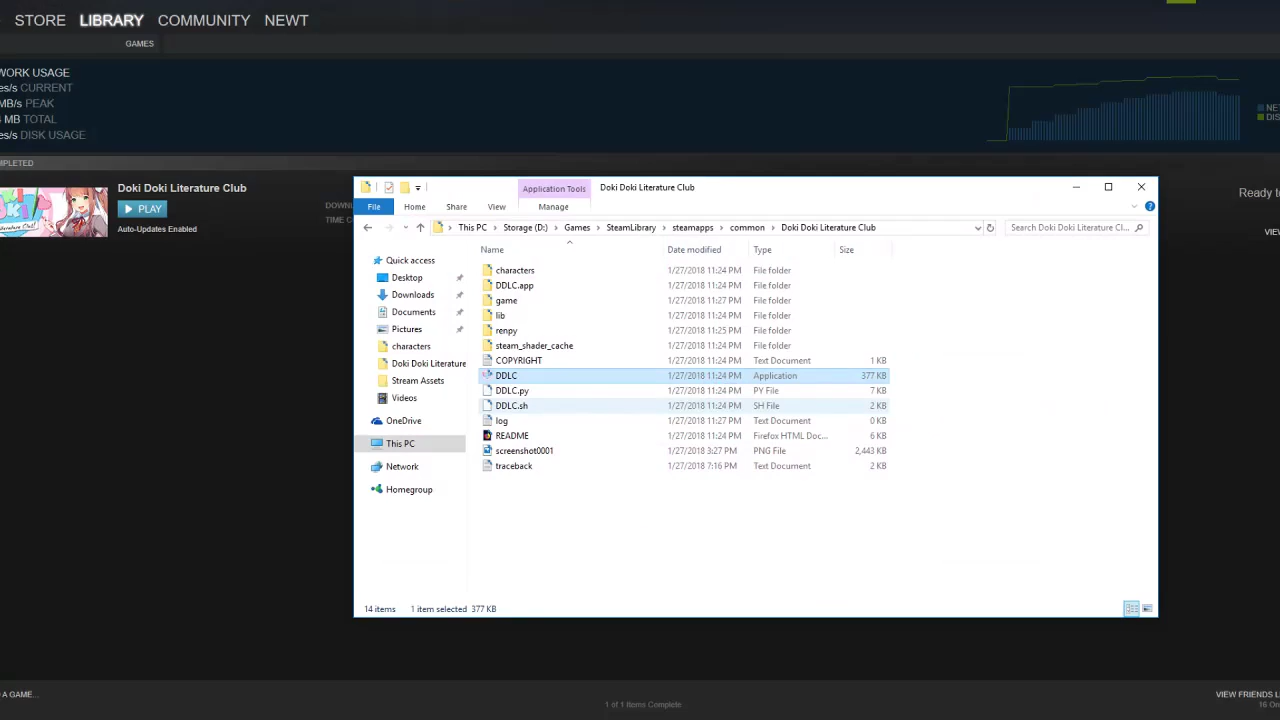 STORE LIBRARY COMMUNITY NEWT
GAMES
WORK USAGE
es/s CURRENT
MB/s PEAK
MB TOTAL
es/s DISK USAGE
NE
DIS
MPLETED
Doki Doki Literature Club
PLAY
Auto-Updates Enabled
DOWNL
TIME C
Ready to
VIEV
Application Tools Doki Doki Literature Club
File Home Share View Manage
This PC > Storage (D:) > Games > SteamLibrary > steamapps > common > Doki Doki Literature Club
Search Doki Doki Literature Cl...
Name Date modified Type Size
Quick access
Desktop
Downloads
Documents
Pictures
characters
Doki Doki Literature
Stream Assets
Videos
OneDrive
This PC
Network
Homegroup
characters 1/27/2018 11:24 PM File folder
DDLC.app 1/27/2018 11:24 PM File folder
game 1/27/2018 11:27 PM File folder
lib 1/27/2018 11:24 PM File folder
renpy 1/27/2018 11:25 PM File folder
steam_shader_cache 1/27/2018 11:24 PM File folder
COPYRIGHT 1/27/2018 11:24 PM Text Document 1 KB
DDLC 1/27/2018 11:24 PM Application 377 KB
DDLC.py 1/27/2018 11:24 PM PY File 7 KB
DDLC.sh 1/27/2018 11:24 PM SH File 2 KB
log 1/27/2018 11:27 PM Text Document 0 KB
README 1/27/2018 11:24 PM Firefox HTML Doc... 6 KB
screenshot0001 1/27/2018 3:27 PM PNG File 2,443 KB
traceback 1/27/2018 7:16 PM Text Document 2 KB
14 items 1 item selected 377 KB
A GAME...
1 of 1 Items Complete
VIEW FRIENDS L
16 On